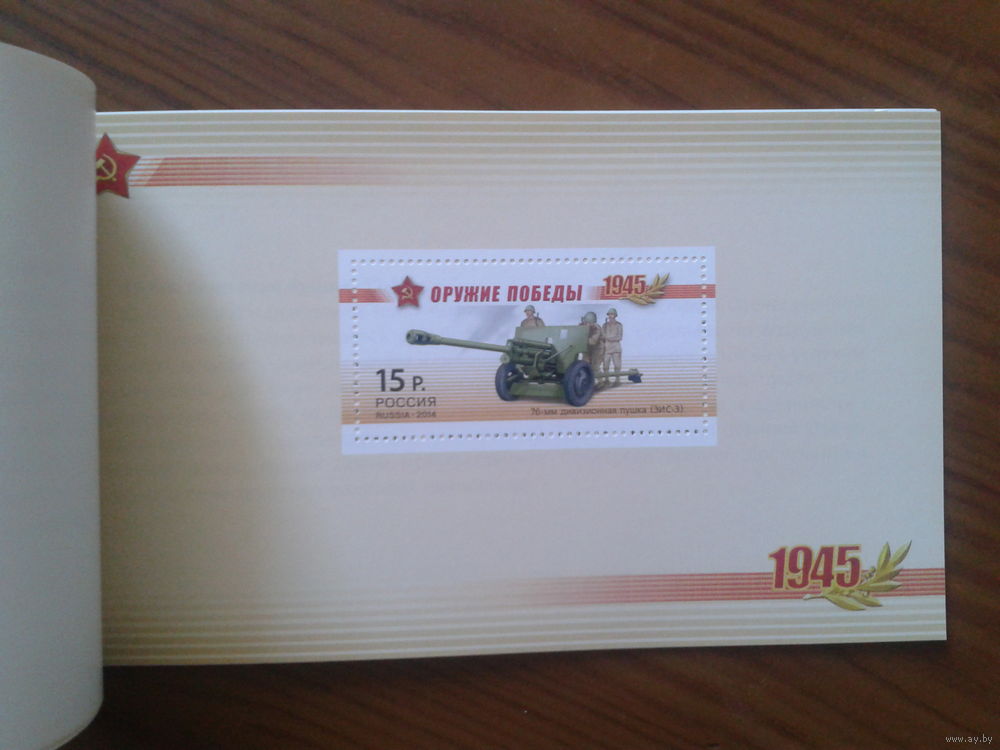 ОРУЖИЕ ПОБЕДЫ
1945
15 Р.
РОССИЯ
RUSSIA · 2014
76-мм дивизионная пушка (ЗИС-3)
1945
www.ay.by